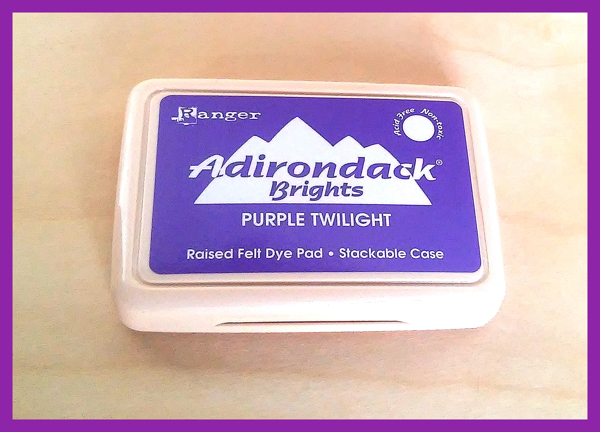 Ranger
Acid Free Non-toxic
Adirondack®
Brights
PURPLE TWILIGHT
Raised Felt Dye Pad • Stackable Case